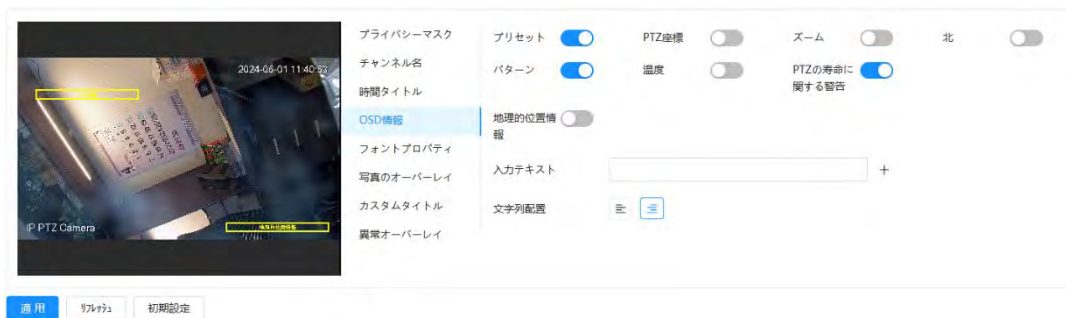 2024-06-01 11:40:53
IP PTZ Camera
プライバシーマスク
チャンネル名
時間タイトル
OSD情報
フォントプロパティ
写真のオーバーレイ
カスタムタイトル
異常オーバーレイ
プリセット
PTZ座標
ズーム
北
パターン
温度
PTZの寿命に
関する警告
地理的位置情
報
入力テキスト
+
文字列配置
適用
リフレッシュ
初期設定